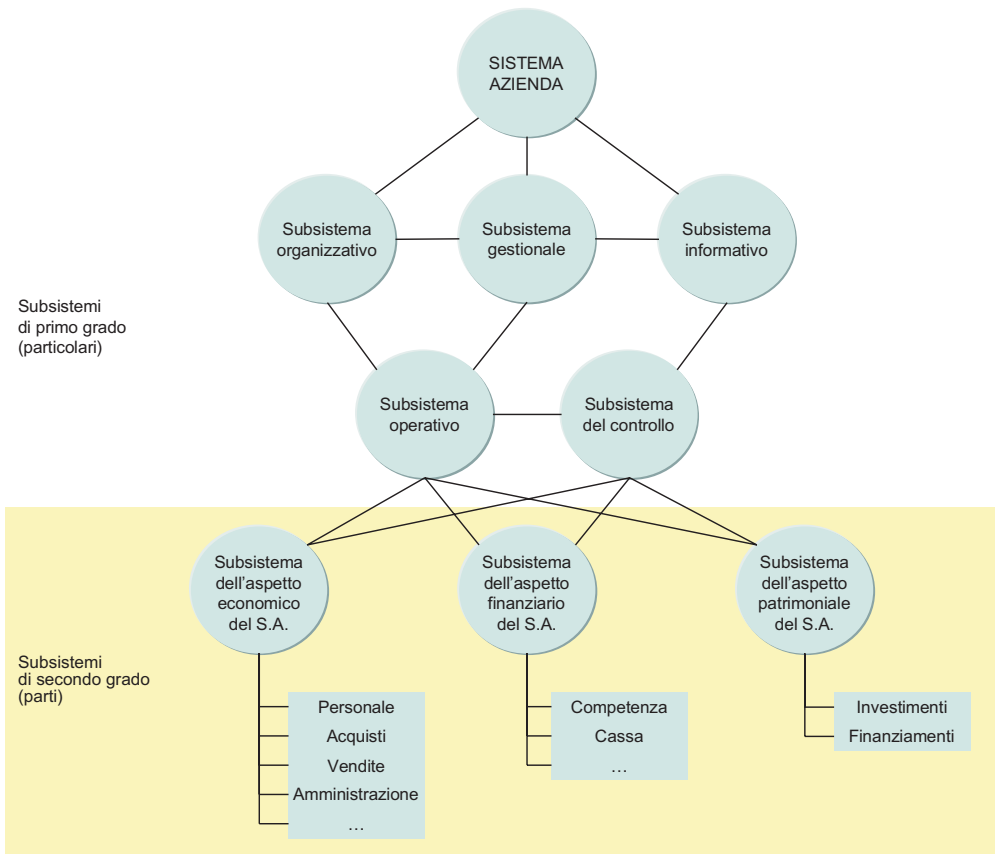 SISTEMA
AZIENDA
Subsistema
organizzativo
Subsistema
gestionale
Subsistema
informativo
Subsistemi
di primo grado
(particolari)
Subsistema
operativo
Subsistema
del controllo
Subsistema
dell'aspetto
economico
del S.A.
Subsistema
dell'aspetto
finanziario
del S.A.
Subsistema
dell'aspetto
patrimoniale
del S.A.
Subsistemi
di secondo grado
(parti)
Personale
Acquisti
Vendite
Amministrazione
…
Competenza
Cassa
…
Investimenti
Finanziamenti